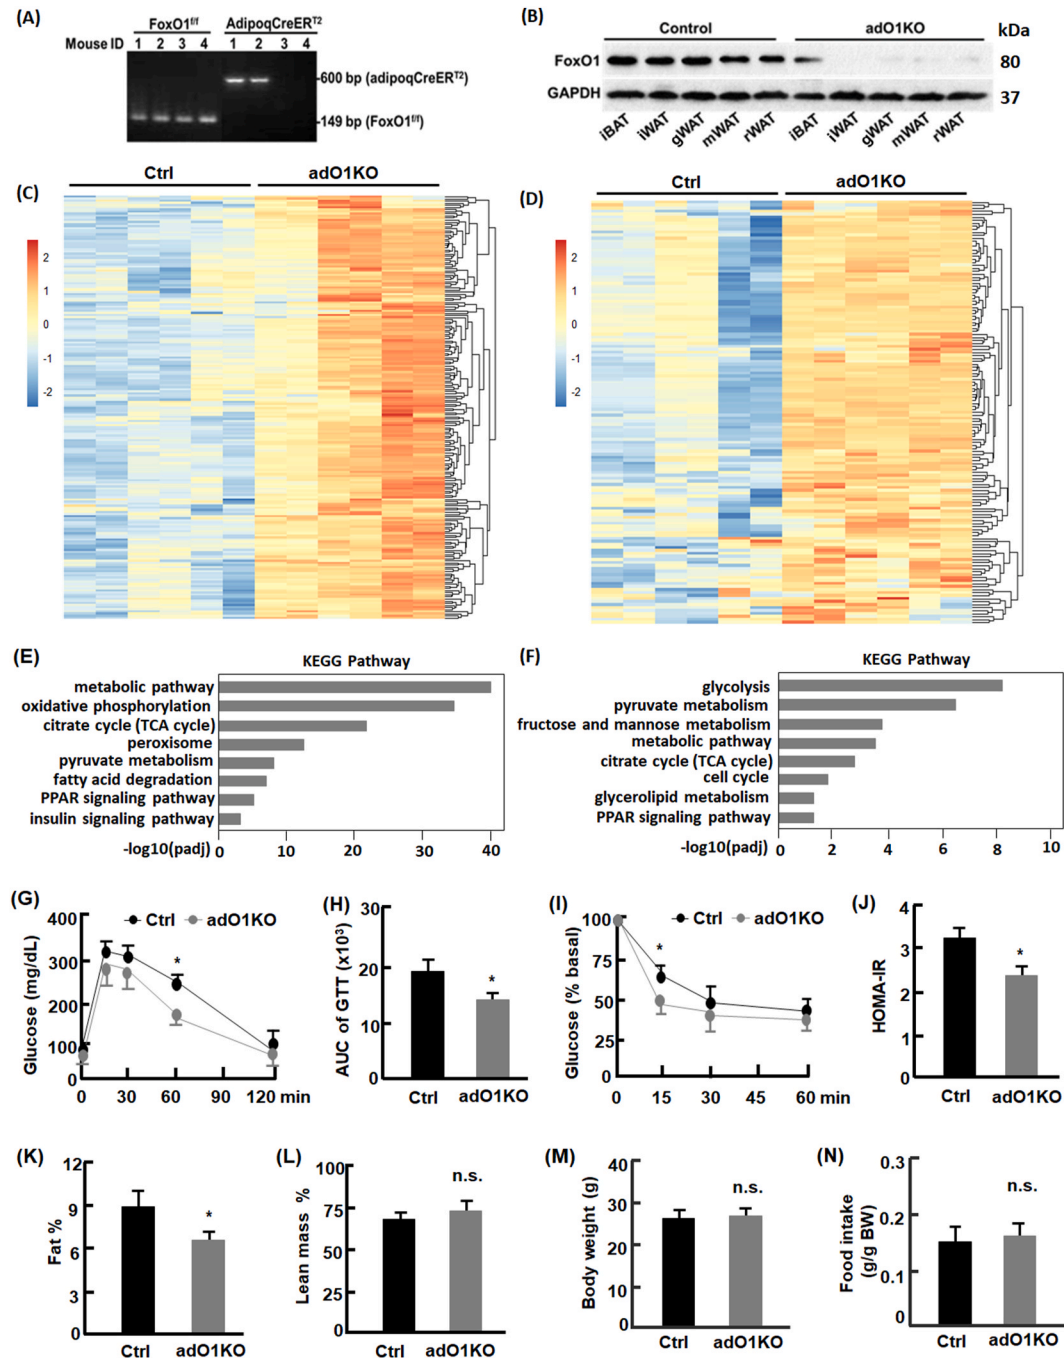 (A)
FoxO1f/f AdipoqCreERT2
Mouse ID 1 2 3 4 1 2 3 4
-600 bp (adipoqCreERT2)
-149 bp (FoxO1f/f)
(B)
Control adO1KO kDa
FoxO1 80
GAPDH 37
iBAT iWAT gWAT mWAT rWAT iBAT iWAT gWAT mWAT rWAT
(C)
Ctrl adO1KO
2
1
0
-1
-2
(D)
Ctrl adO1KO
2
1
0
-1
-2
(E)
KEGG Pathway
metabolic pathway
oxidative phosphorylation
citrate cycle (TCA cycle)
peroxisome
pyruvate metabolism
fatty acid degradation
PPAR signaling pathway
insulin signaling pathway
-log10(padj) 0 10 20 30 40
(F)
KEGG Pathway
glycolysis
pyruvate metabolism
fructose and mannose metabolism
metabolic pathway
citrate cycle (TCA cycle)
cell cycle
glycerolipid metabolism
PPAR signaling pathway
-log10(padj) 0 2 4 6 8 10
(G)
Glucose (mg/dL)
400
300
200
100
0
Ctrl adO1KO
*
0 30 60 120 min
(H)
AUC of GTT (x10³)
30
20
10
0
*
Ctrl adO1KO
(I)
Glucose (% basal)
100
75
50
25
Ctrl adO1KO
*
0 15 30 45 60 min
(J)
HOMA-IR
4
3
2
1
0
*
Ctrl adO1KO
(K)
Fat %
12
9
6
3
0
*
Ctrl adO1KO
(L)
Lean mass %
100
75
50
25
0
n.s.
Ctrl adO1KO
(M)
Body weight (g)
40
30
20
10
0
n.s.
Ctrl adO1KO
(N)
Food intake
(g/g BW)
0.3
0.2
0.1
0
n.s.
Ctrl adO1KO